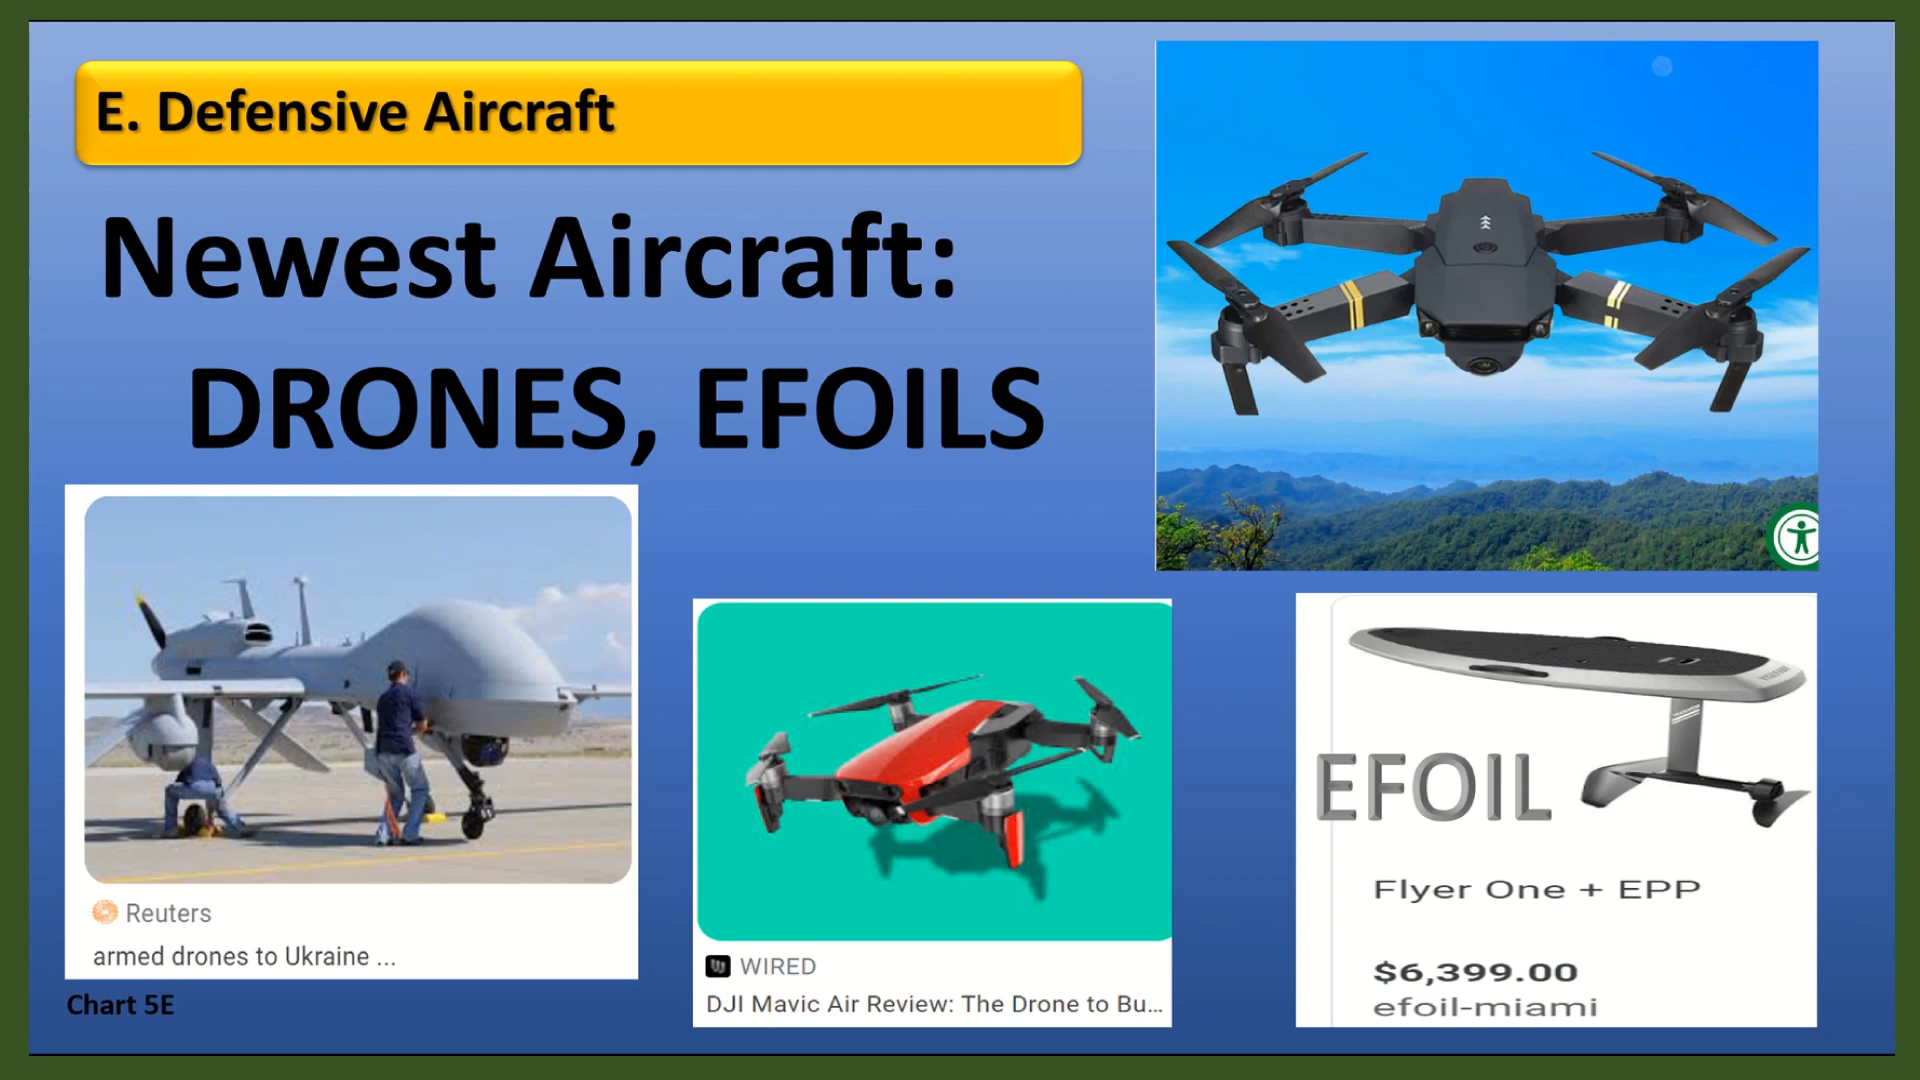 E. Defensive Aircraft
Newest Aircraft:
DRONES, EFOILS
Reuters
armed drones to Ukraine ...
Chart 5E
WIRED
DJI Mavic Air Review: The Drone to Bu...
EFOIL
Flyer One + EPP
$6,399.00
efoil-miami